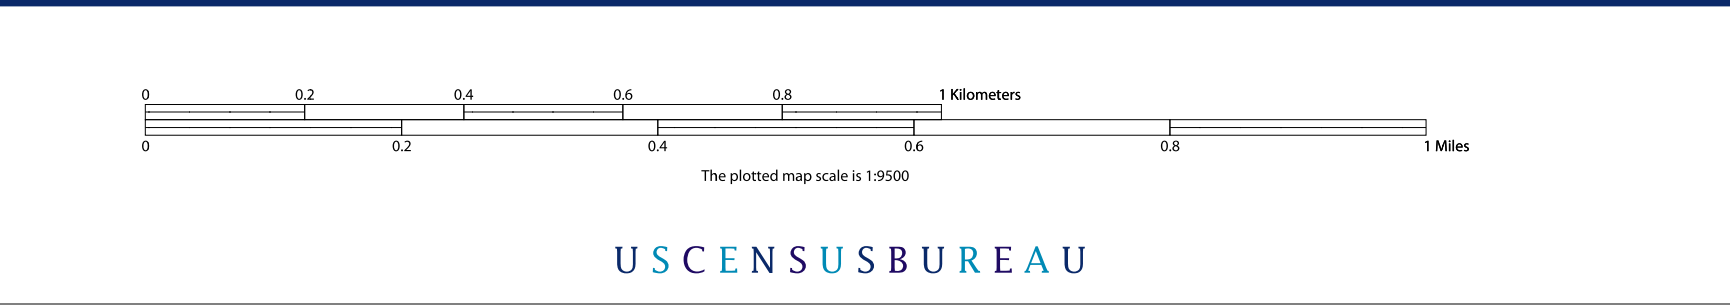 0 0.2 0.4 0.6 0.8 1 Kilometers
0 0.2 0.4 0.6 0.8 1 Miles
The plotted map scale is 1:9500
USCENSUSBUREAU